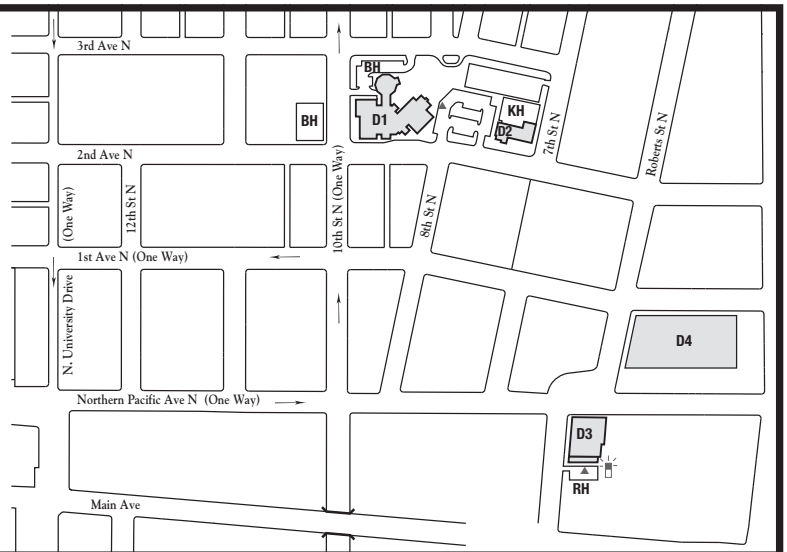 3rd Ave N
BH
D1
BH
KH
D2
7th St N
Roberts St N
2nd Ave N
(One Way)
12th St N
10th St N (One Way)
8th St N
1st Ave N (One Way)
N. University Drive
D4
Northern Pacific Ave N (One Way)
D3
RH
Main Ave